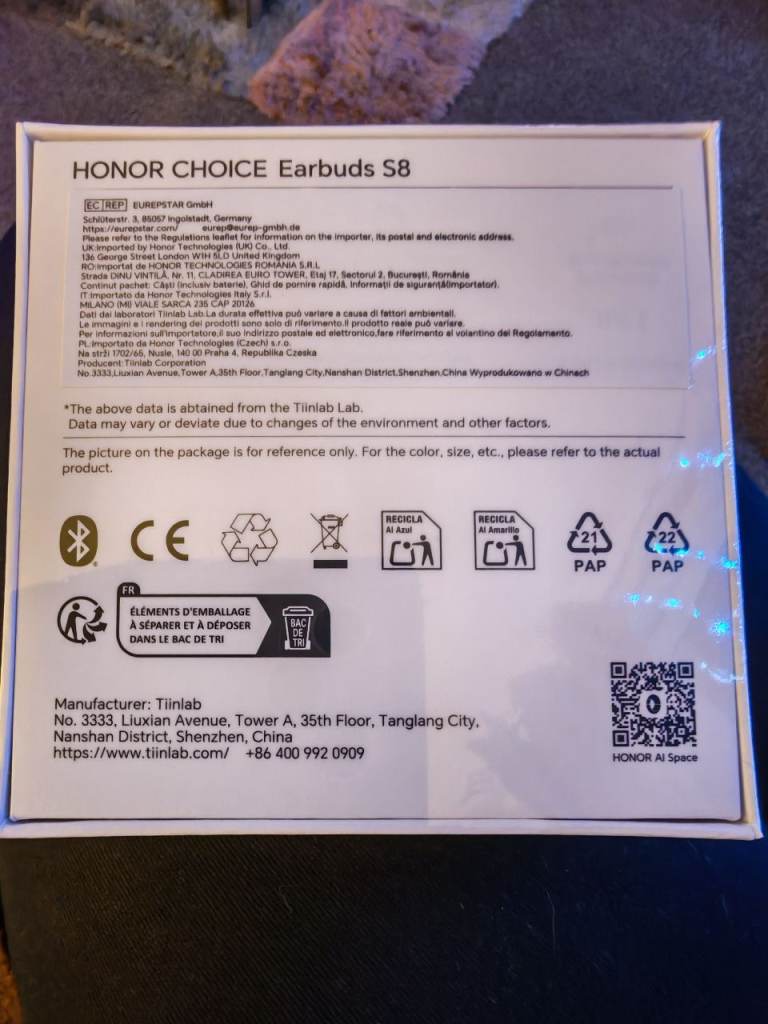 HONOR CHOICE Earbuds S8
EC REP EUREPSTAR GmbH
Schlüterstr. 3, 85057 Ingolstadt, Germany
https://eurepstar.com/ eurep@eurep-gmbh.de
Please refer to the Regulations leaflet for information on the importer, its postal and electronic address.
UK:Imported by Honor Technologies (UK) Co., Ltd.
136 George Street London W1H 5LD United Kingdom
RO:Importat de HONOR TECHNOLOGIES ROMANIA S.R.L
Strada DINU VINTILĂ, Nr. 11, CLADIREA EURO TOWER, Etaj 17, Sectorul 2, București, România
Continut pachet: Căști (inclusiv baterie), Ghid de pornire rapidă, Informații de siguranță(importator).
IT:Importato da Honor Technologies Italy S.r.l.
MILANO (MI) VIALE SARCA 235 CAP 20126
Dati dei laboratori Tiinlab Lab.La durata effettiva può variare a causa di fattori ambientali.
Le immagini e i rendering dei prodotti sono solo di riferimento.Il prodotto reale può variare.
Per informazioni sull'importatore,il suo indirizzo postale ed elettronico,fare riferimento al volantino del Regolamento.
PL:Importato da Honor Technologies (Czech) s.r.o.
Na strži 1702/65, Nusle, 140 00 Praha 4, Republika Czeska
Producent:Tiinlab Corporation
No.3333,Liuxian Avenue,Tower A,35th Floor,Tanglang City,Nanshan District,Shenzhen,China Wyprodukowano w Chinach
*The above data is abtained from the Tiinlab Lab.
Data may vary or deviate due to changes of the environment and other factors.
The picture on the package is for reference only. For the color, size, etc., please refer to the actual
product.
CE
RECICLA
Al Azul
RECICLA
Al Amarillo
21
PAP
22
PAP
FR
ÉLÉMENTS D'EMBALLAGE
À SÉPARER ET À DÉPOSER
DANS LE BAC DE TRI
BAC
DE
TRI
Manufacturer: Tiinlab
No. 3333, Liuxian Avenue, Tower A, 35th Floor, Tanglang City,
Nanshan District, Shenzhen, China
https://www.tiinlab.com/ +86 400 992 0909
HONOR AI Space